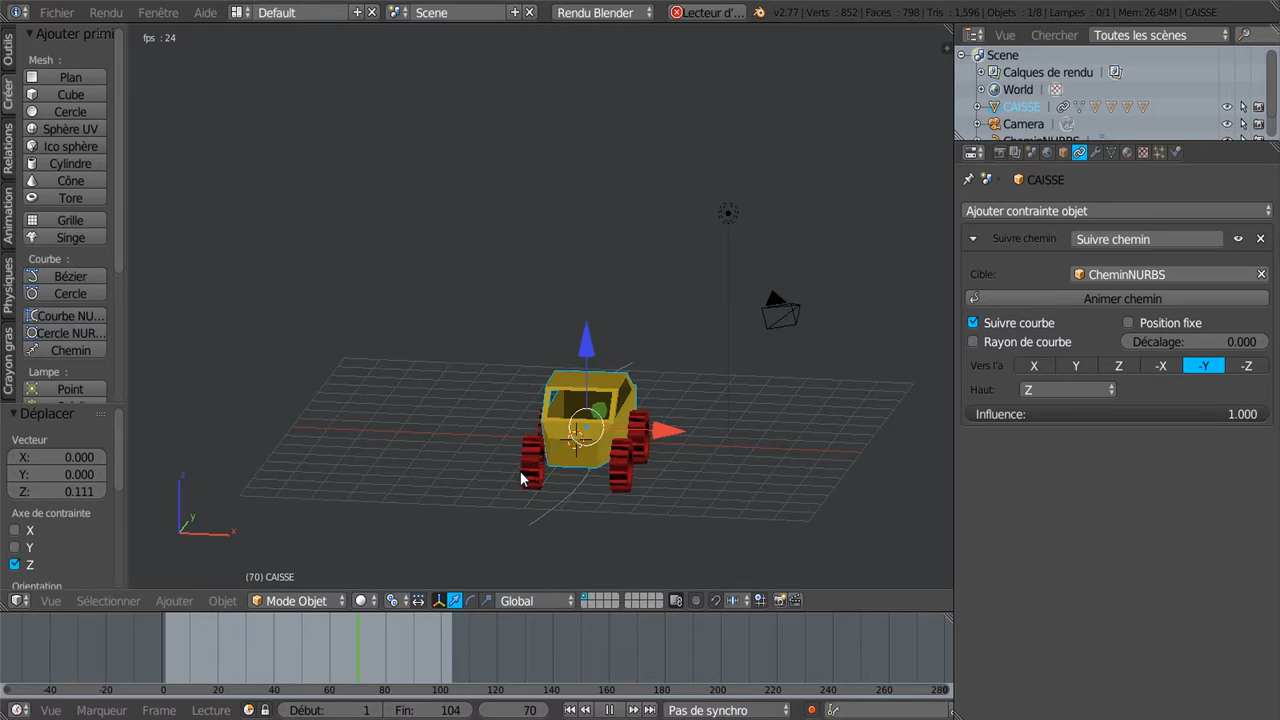 Fichier Rendu Fenêtre Aide Default Scene Rendu Blender Lecteur d'... v2.77 | Verts : 852 | Faces : 798 | Tris : 1,596 | Objets : 1/8 | Lampes : 0/1 | Mem:26.48M | CAISSE
Outils
Créer
Relations
Animation
Physiques
Crayon gras
Ajouter primi
Mesh :
Plan
Cube
Cercle
Sphère UV
Ico sphère
Cylindre
Cône
Tore
Grille
Singe
Courbe :
Bézier
Cercle
Courbe NU...
Cercle NUR...
Chemin
Lampe :
Point
Déplacer
Vecteur
X: 0.000
Y: 0.000
Z: 0.111
Axe de contrainte
X
Y
Z
Orientation
fps : 24
z
y
x
(70) CAISSE
Vue Chercher Toutes les scènes
Scene
Calques de rendu
World
CAISSE
Camera
CheminNURBS
CAISSE
Ajouter contrainte objet
Suivre chemin Suivre chemin
Cible: CheminNURBS
Animer chemin
Suivre courbe Position fixe
Rayon de courbe Décalage: 0.000
Vers l'a X Y Z -X -Y -Z
Haut: Z
Influence: 1.000
Vue Sélectionner Ajouter Objet Mode Objet Global
-40 -20 0 20 40 60 80 100 120 140 160 180 200 220 240 260 280
Vue Marqueur Frame Lecture Début: 1 Fin: 104 70 Pas de synchro